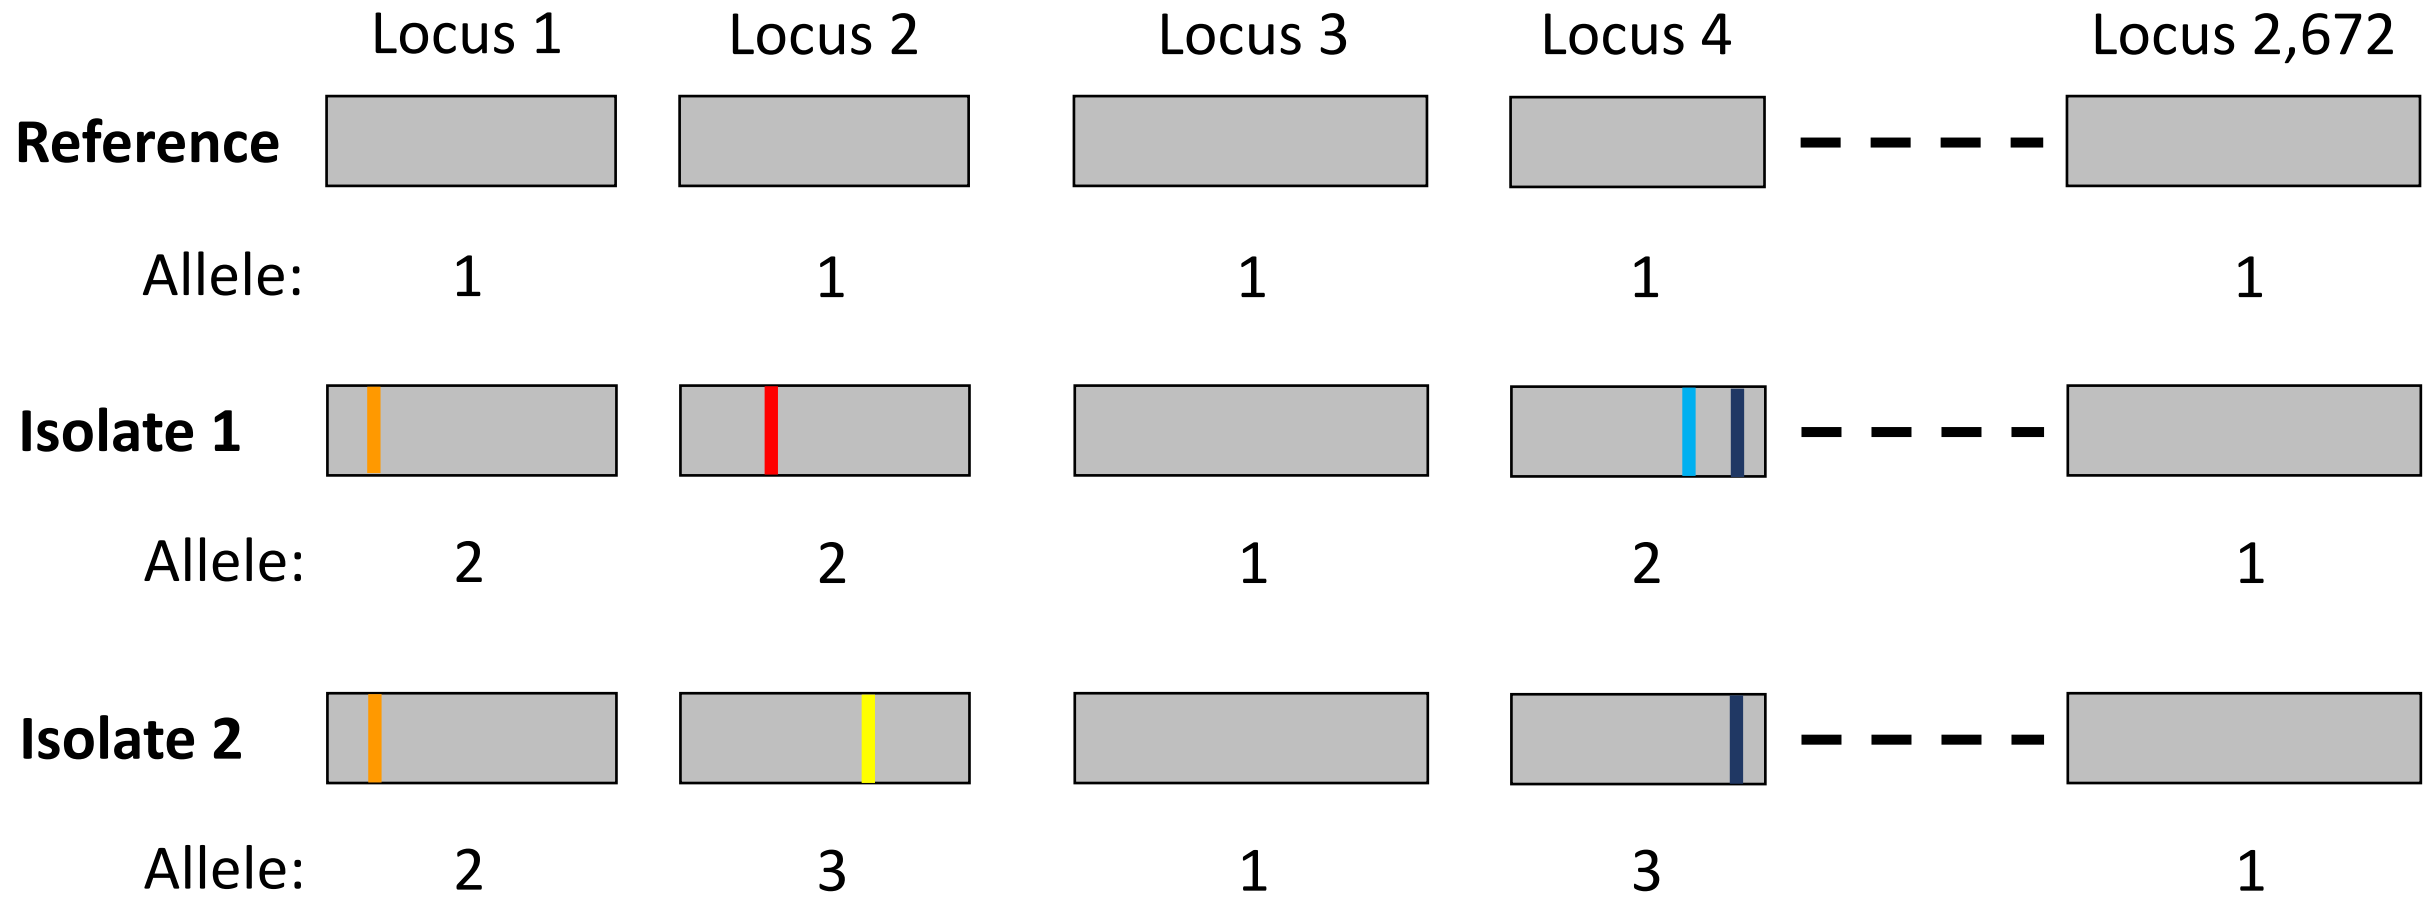 Locus 1 Locus 2 Locus 3 Locus 4 Locus 2,672
Reference
Allele: 1 1 1 1 1
Isolate 1
Allele: 2 2 1 2 1
Isolate 2
Allele: 2 3 1 3 1